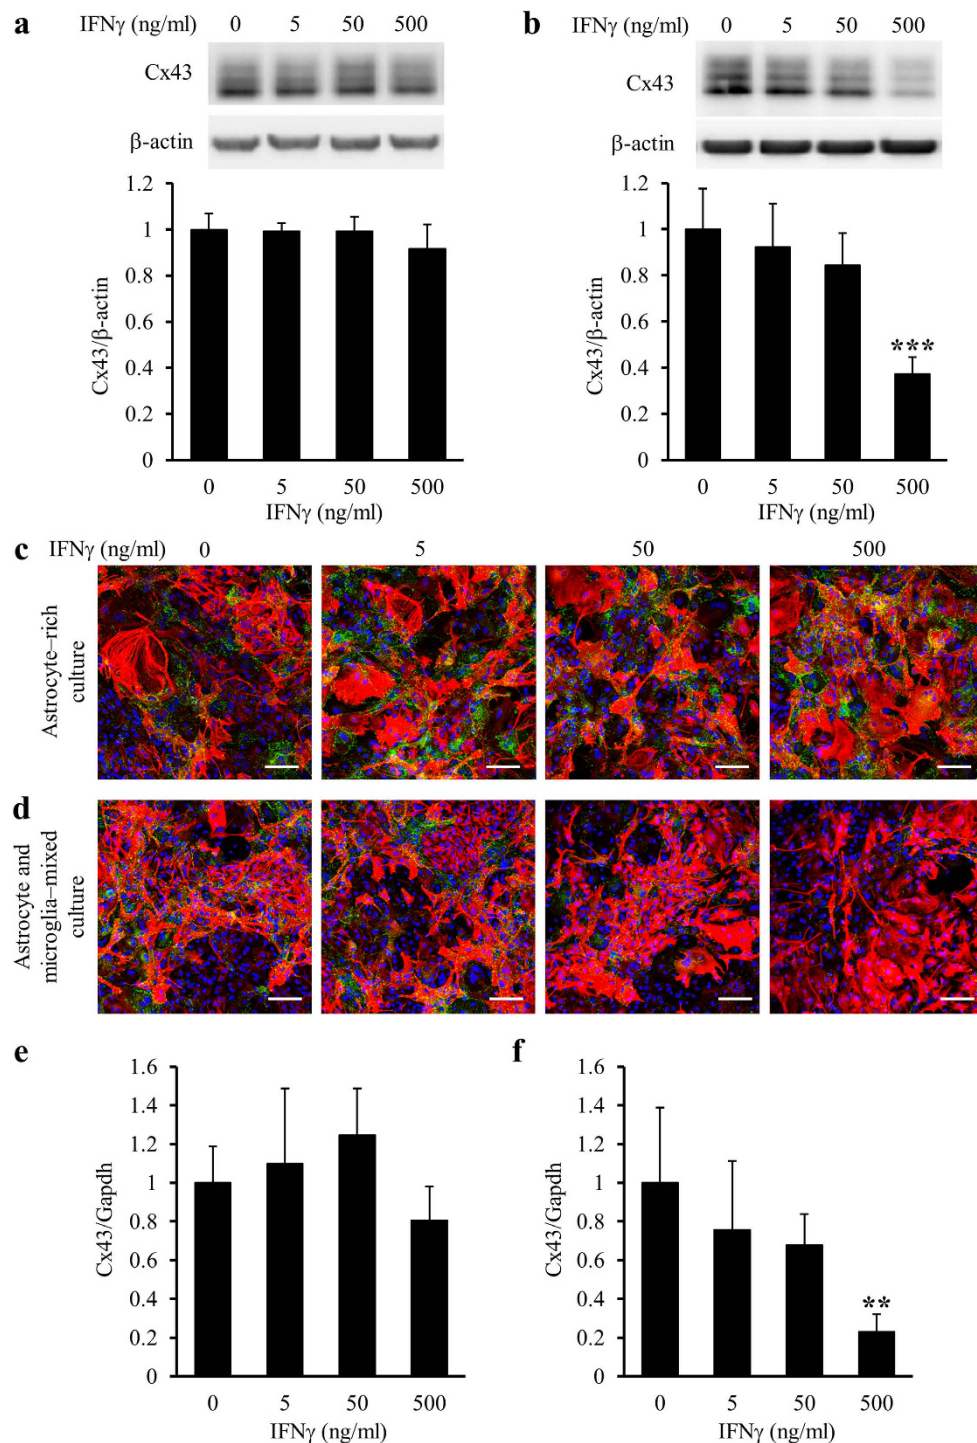 a IFNγ (ng/ml) 0 5 50 500
Cx43
β-actin
1.2
1
0.8
0.6
0.4
0.2
0
Cx43/β-actin
0 5 50 500
IFNγ (ng/ml)
b IFNγ (ng/ml) 0 5 50 500
Cx43
β-actin
1.2
1
0.8
0.6
0.4
0.2
0
Cx43/β-actin
***
0 5 50 500
IFNγ (ng/ml)
c IFNγ (ng/ml) 0 5 50 500
Astrocyte–rich
culture
d
Astrocyte and
microglia–mixed
culture
e
1.6
1.4
1.2
1
0.8
0.6
0.4
0.2
0
Cx43/Gapdh
0 5 50 500
IFNγ (ng/ml)
f
1.6
1.4
1.2
1
0.8
0.6
0.4
0.2
0
Cx43/Gapdh
**
0 5 50 500
IFNγ (ng/ml)